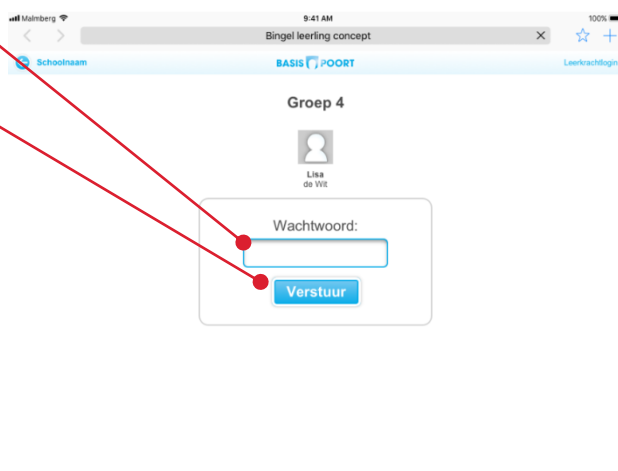 Malmberg 9:41 AM 100%
Bingel leerling concept
Schoolnaam BASIS POORT Leerkrachtlogin
Groep 4
Lisa
de Wit
Wachtwoord:
Verstuur